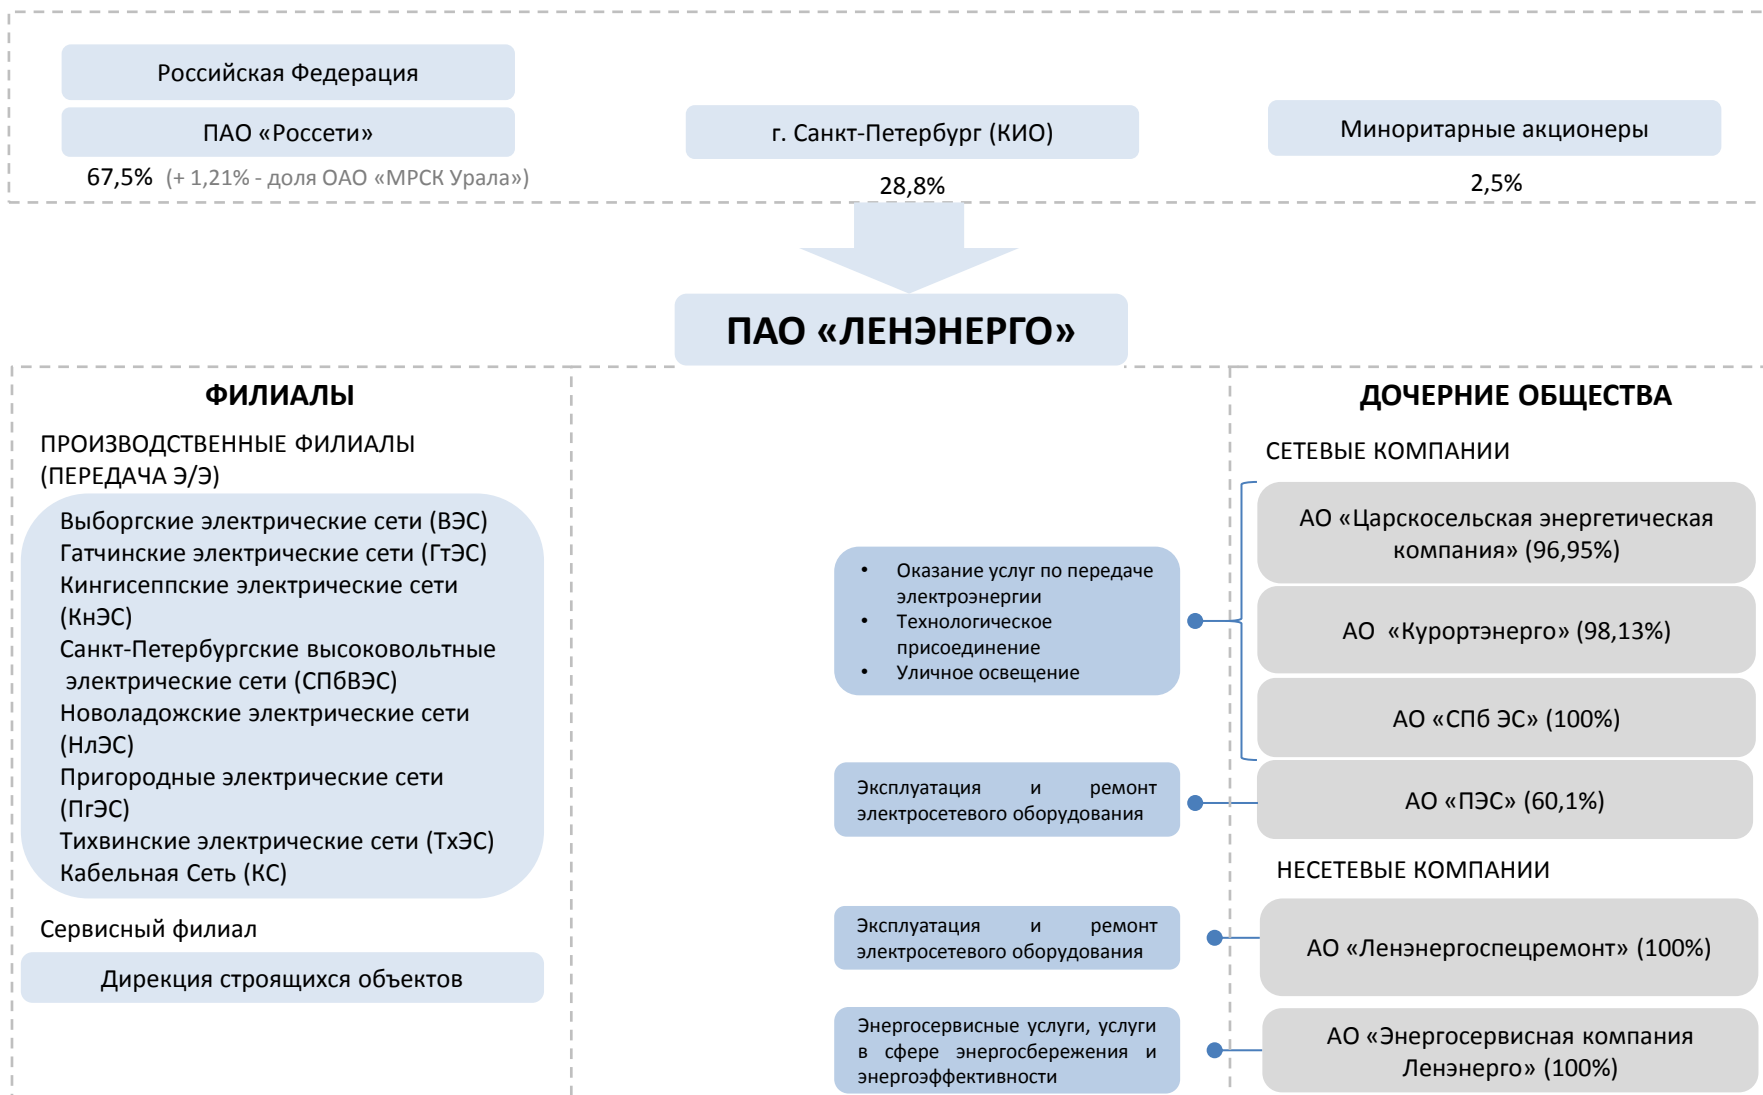 Российская Федерация
ПАО «Россети»
67,5% (+ 1,21% - доля ОАО «МРСК Урала»)
г. Санкт-Петербург (КИО)
28,8%
Миноритарные акционеры
2,5%
ПАО «ЛЕНЭНЕРГО»
ФИЛИАЛЫ
ПРОИЗВОДСТВЕННЫЕ ФИЛИАЛЫ
(ПЕРЕДАЧА Э/Э)
Выборгские электрические сети (ВЭС)
Гатчинские электрические сети (ГтЭС)
Кингисеппские электрические сети
(КнЭС)
Санкт-Петербургские высоковольтные
электрические сети (СПбВЭС)
Новоладожские электрические сети
(НлЭС)
Пригородные электрические сети
(ПгЭС)
Тихвинские электрические сети (ТхЭС)
Кабельная Сеть (КС)
Сервисный филиал
Дирекция строящихся объектов
• Оказание услуг по передаче
электроэнергии
• Технологическое
присоединение
• Уличное освещение
Эксплуатация и ремонт
электросетевого оборудования
Эксплуатация и ремонт
электросетевого оборудования
Энергосервисные услуги, услуги
в сфере энергосбережения и
энергоэффективности
ДОЧЕРНИЕ ОБЩЕСТВА
СЕТЕВЫЕ КОМПАНИИ
АО «Царскосельская энергетическая
компания» (96,95%)
АО «Курортэнерго» (98,13%)
АО «СПб ЭС» (100%)
АО «ПЭС» (60,1%)
НЕСЕТЕВЫЕ КОМПАНИИ
АО «Ленэнергоспецремонт» (100%)
АО «Энергосервисная компания
Ленэнерго» (100%)